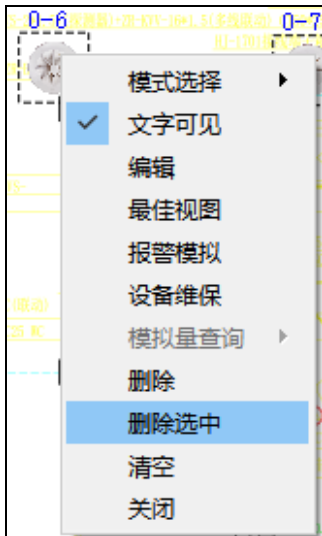 0-6
0-7
模式选择
文字可见
编辑
最佳视图
报警模拟
设备维保
模拟量查询
删除
删除选中
清空
关闭